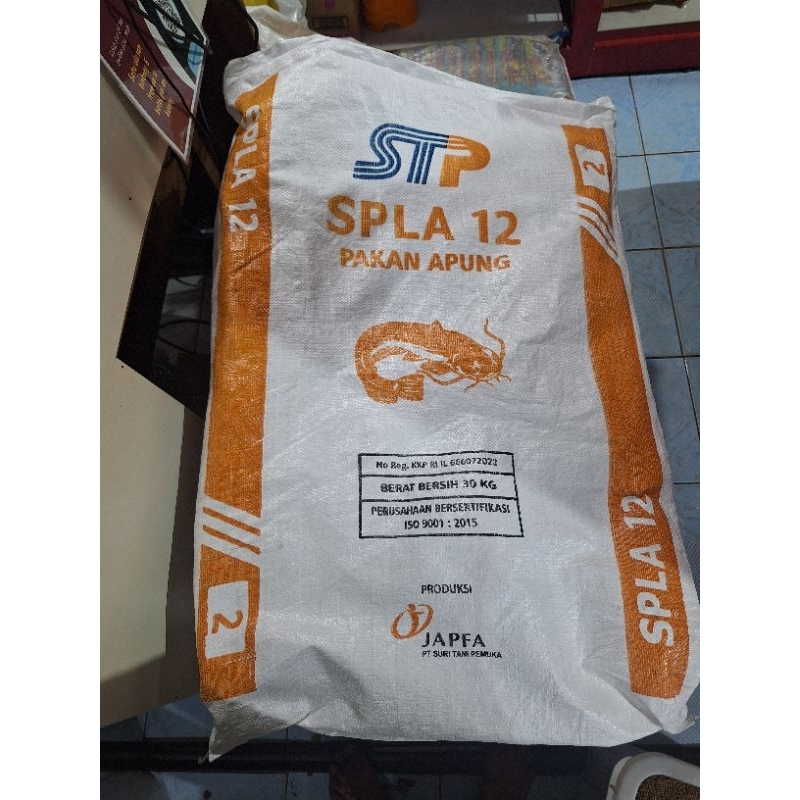 STP
SPLA 12
PAKAN APUNG
No Reg. KKP RI IL 666072022
BERAT BERSIH 30 KG
PERUSAHAAN BERSERTIFIKASI
ISO 9001 : 2015
PRODUKSI
JAPFA
PT SURI TANI PEMUKA
SPLA 12
2
2
SPLA 12